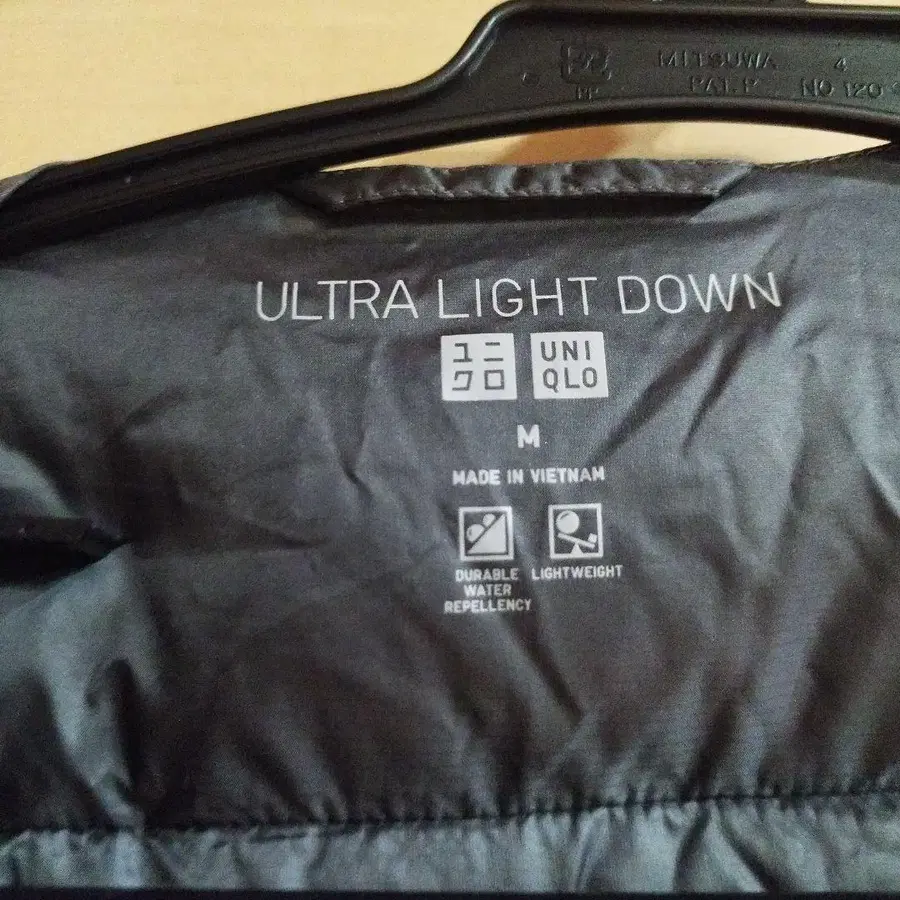 MITSUWA 4
PAT. P NO 120
PP
ULTRA LIGHT DOWN
ユニ UNI
クロ QLO
M
MADE IN VIETNAM
DURABLE LIGHTWEIGHT
WATER
REPELLENCY